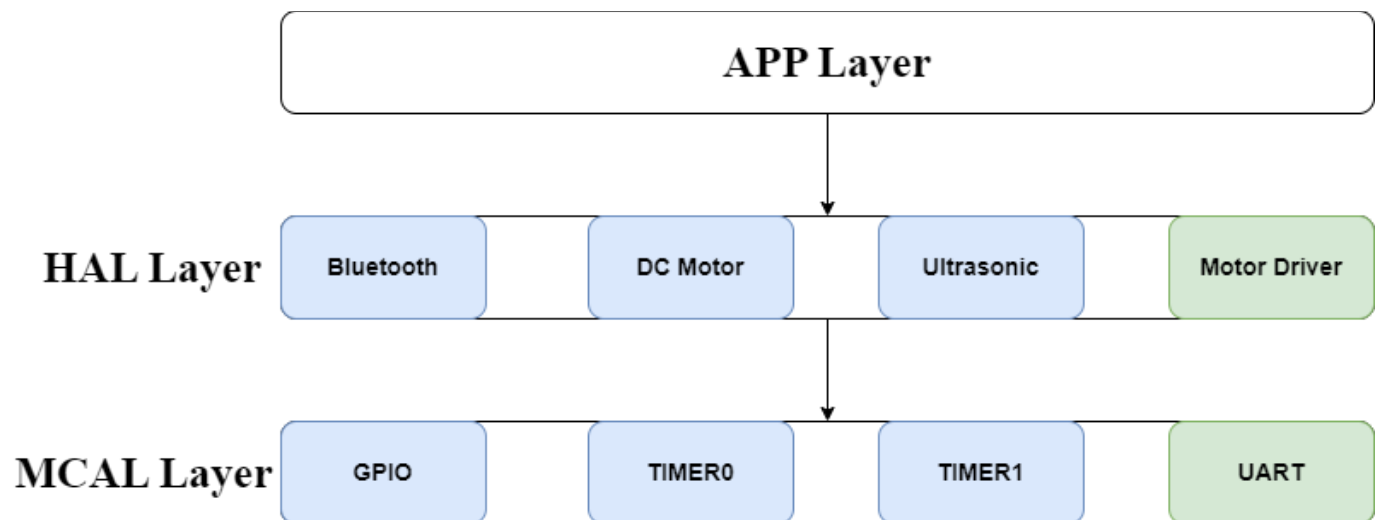 APP Layer
HAL Layer
Bluetooth
DC Motor
Ultrasonic
Motor Driver
MCAL Layer
GPIO
TIMER0
TIMER1
UART